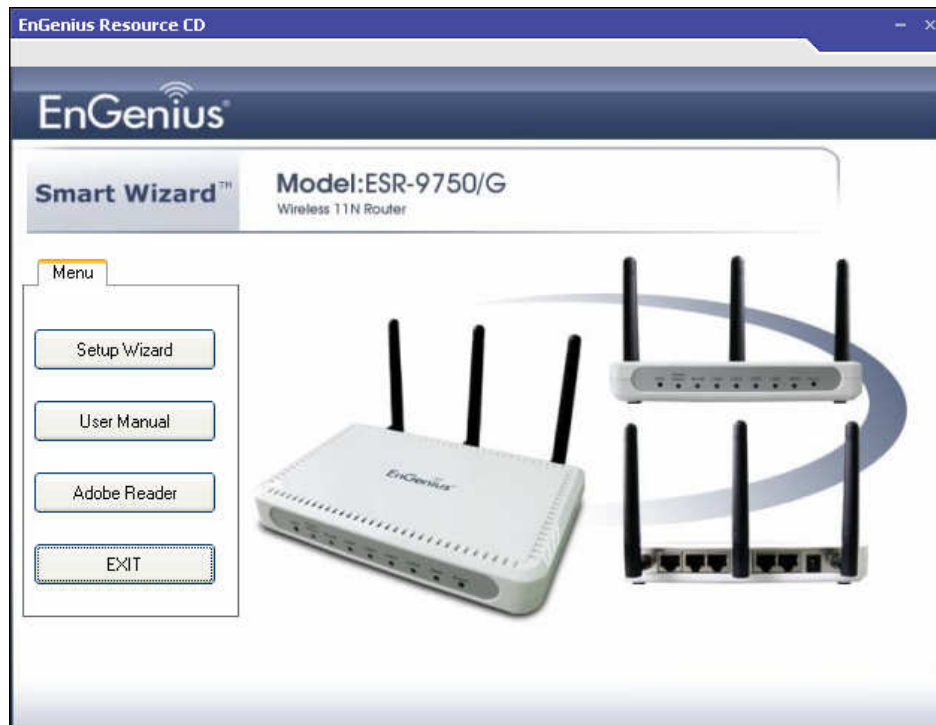 EnGenius Resource CD
EnGenius®
Smart Wizard™
Model:ESR-9750/G
Wireless 11N Router
Menu
Setup Wizard
User Manual
Adobe Reader
EXIT
EnGenius